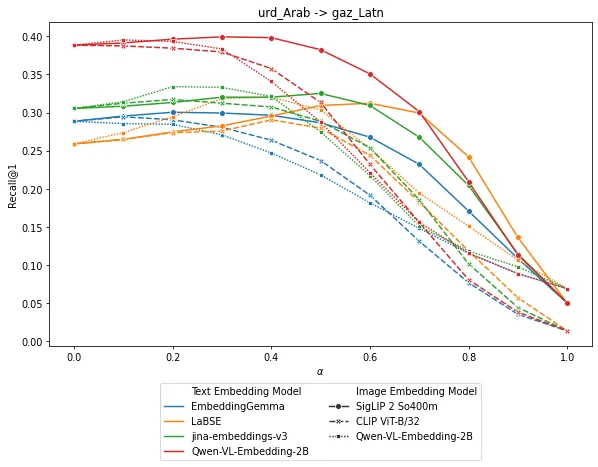 urd_Arab -> gaz_Latn
Recall@1
0.40
0.35
0.30
0.25
0.20
0.15
0.10
0.05
0.00
0.0 0.2 0.4 0.6 0.8 1.0
α
Text Embedding Model Image Embedding Model
EmbeddingGemma SigLIP 2 So400m
LaBSE CLIP ViT-B/32
jina-embeddings-v3 Qwen-VL-Embedding-2B
Qwen-VL-Embedding-2B